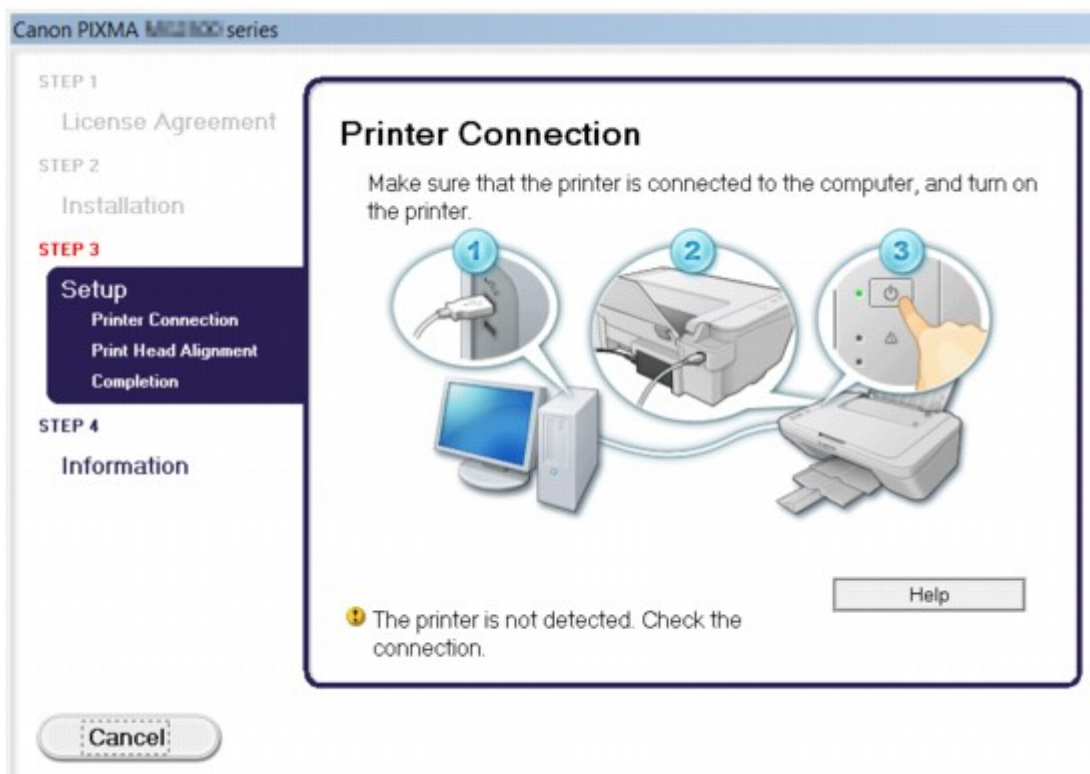 Canon PIXMA series
STEP 1
License Agreement
STEP 2
Installation
STEP 3
Setup
Printer Connection
Print Head Alignment
Completion
STEP 4
Information
Printer Connection
Make sure that the printer is connected to the computer, and turn on
the printer.
1
2
3
Help
The printer is not detected. Check the
connection.
Cancel